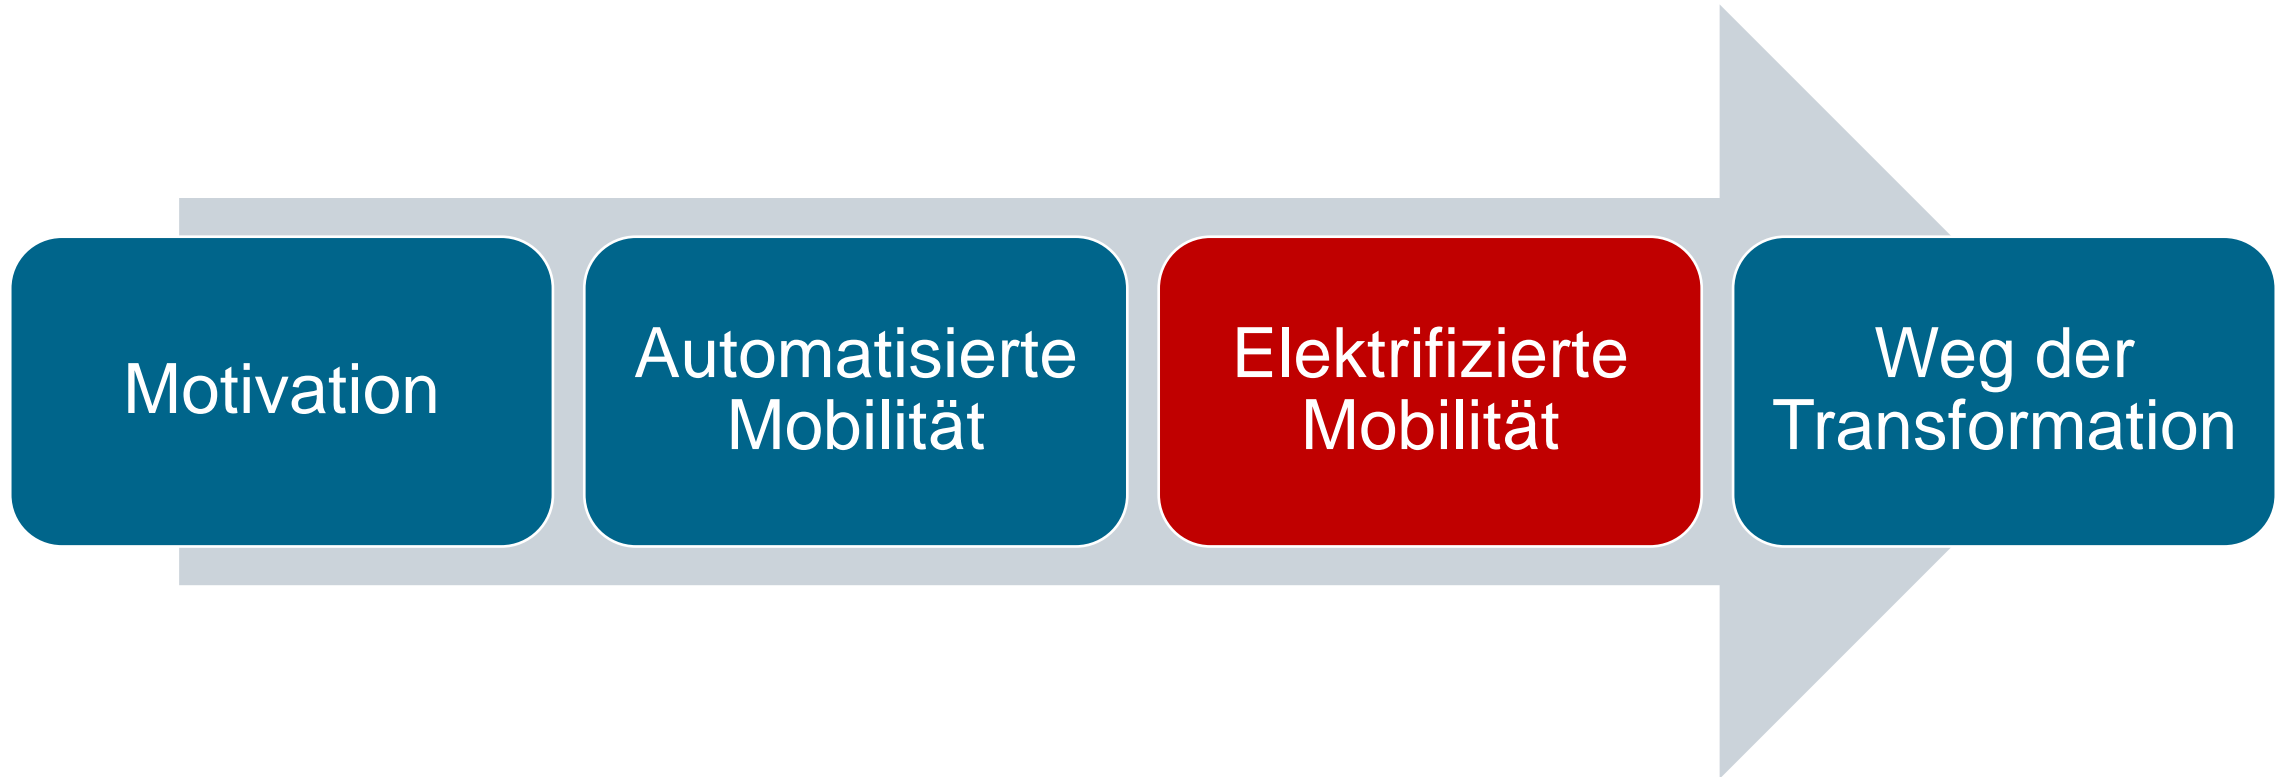 Motivation
Automatisierte
Mobilität
Elektrifizierte
Mobilität
Weg der
Transformation